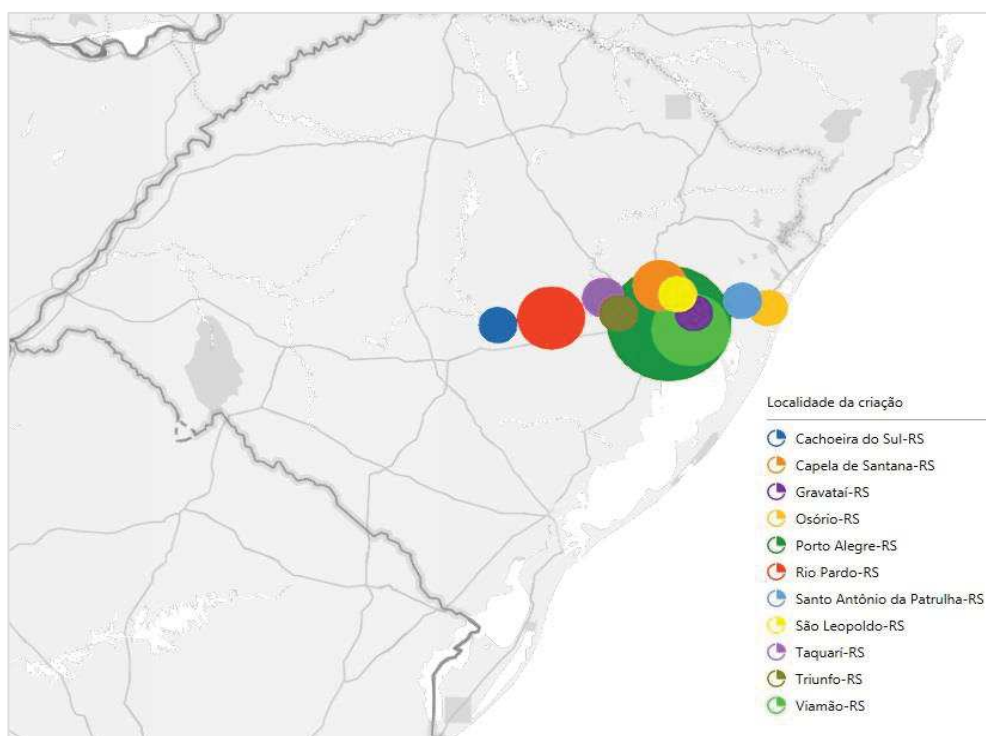 Localidade da criação
Cachoeira do Sul-RS
Capela de Santana-RS
Gravataí-RS
Osório-RS
Porto Alegre-RS
Rio Pardo-RS
Santo Antônio da Patrulha-RS
São Leopoldo-RS
Taquarí-RS
Triunfo-RS
Viamão-RS